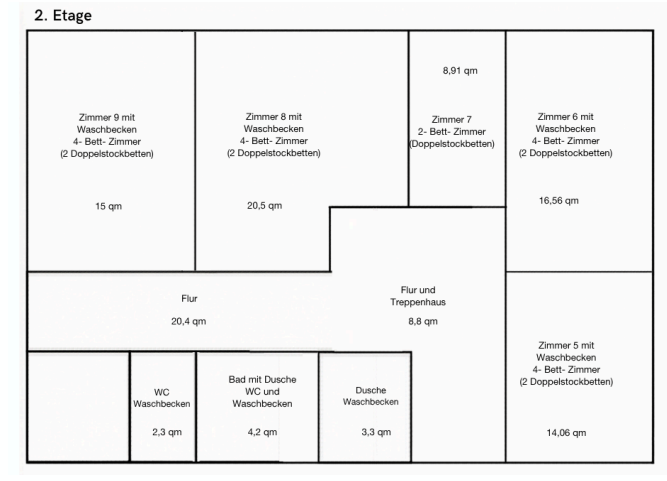 2. Etage
Zimmer 9 mit
Waschbecken
4- Bett- Zimmer
(2 Doppelstockbetten)
15 qm
Zimmer 8 mit
Waschbecken
4- Bett- Zimmer
(2 Doppelstockbetten)
20,5 qm
8,91 qm
Zimmer 7
2- Bett- Zimmer
(Doppelstockbetten)
Zimmer 6 mit
Waschbecken
4- Bett- Zimmer
(2 Doppelstockbetten)
16,56 qm
Flur
20,4 qm
Flur und
Treppenhaus
8,8 qm
Zimmer 5 mit
Waschbecken
4- Bett- Zimmer
(2 Doppelstockbetten)
14,06 qm
WC
Waschbecken
2,3 qm
Bad mit Dusche
WC und
Waschbecken
4,2 qm
Dusche
Waschbecken
3,3 qm